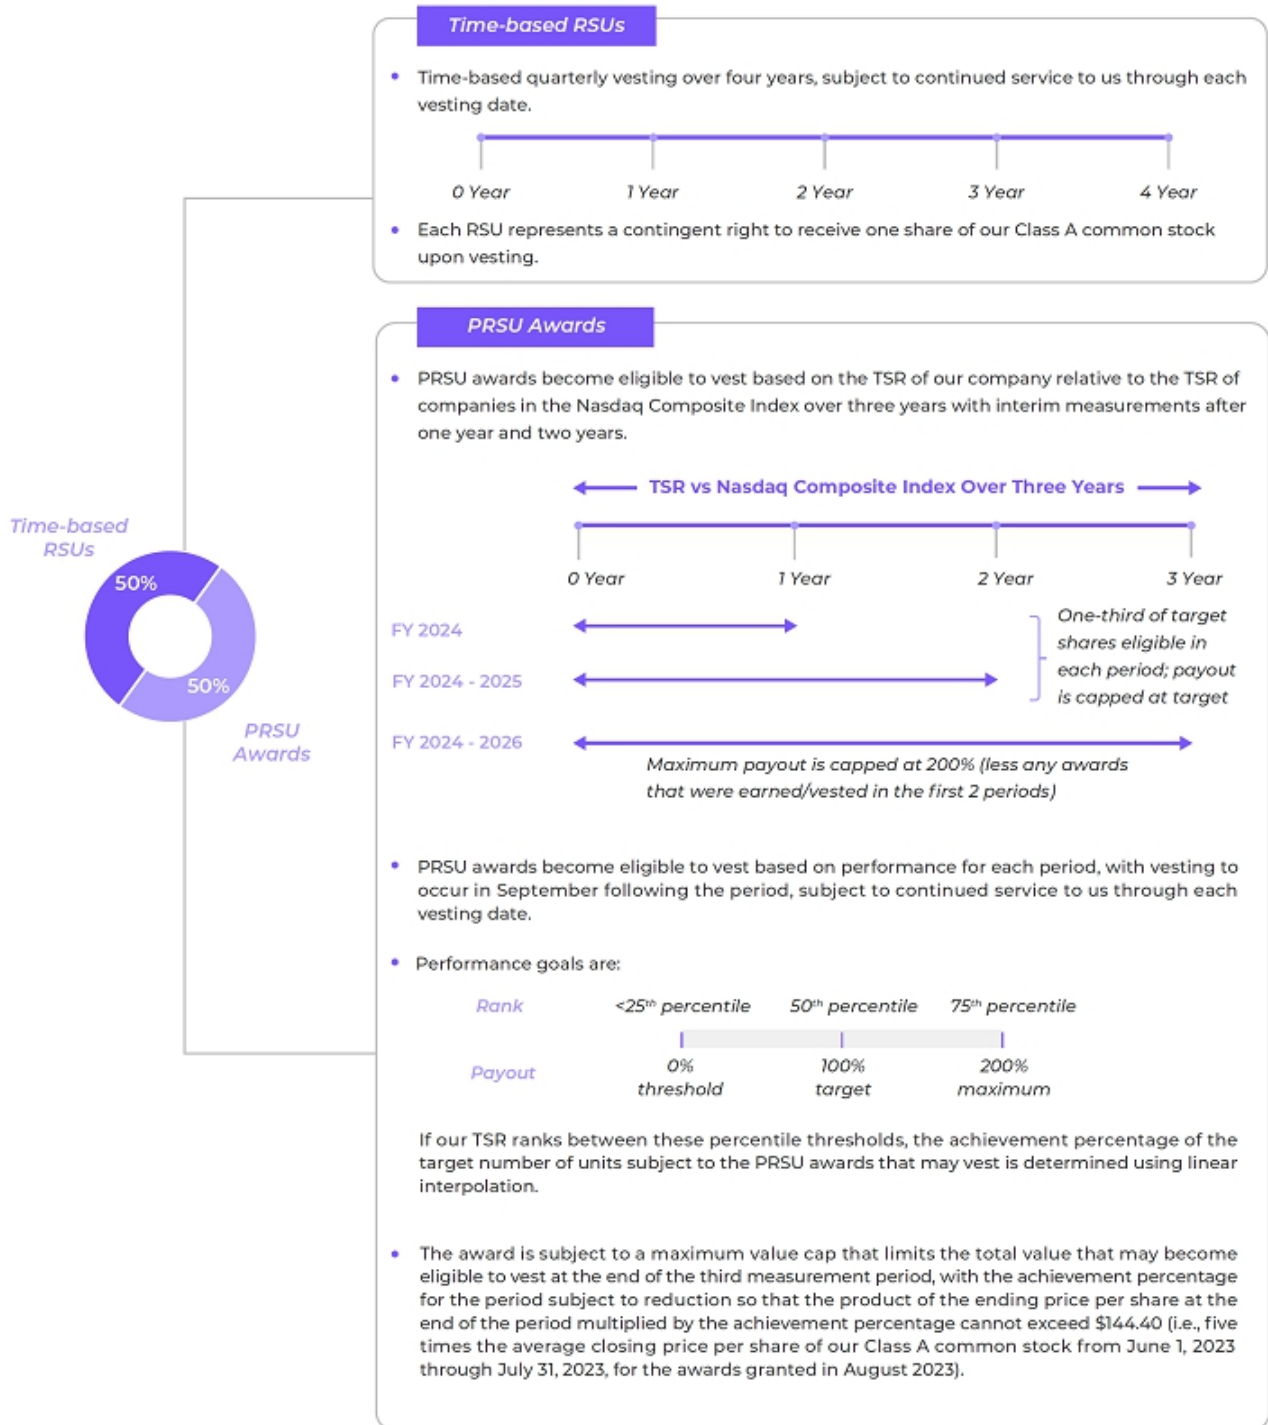 Time-based RSUs
Time-based quarterly vesting over four years, subject to continued service to us through each
vesting date.
0 Year 1 Year 2 Year 3 Year 4 Year
Each RSU represents a contingent right to receive one share of our Class A common stock
upon vesting.
PRSU Awards
PRSU awards become eligible to vest based on the TSR of our company relative to the TSR of
companies in the Nasdaq Composite Index over three years with interim measurements after
one year and two years.
TSR vs Nasdaq Composite Index Over Three Years
0 Year 1 Year 2 Year 3 Year
Time-based
RSUs
50%
50%
PRSU
Awards
FY 2024
FY 2024 - 2025
One-third of target
shares eligible in
each period; payout
is capped at target
FY 2024 - 2026
Maximum payout is capped at 200% (less any awards
that were earned/vested in the first 2 periods)
PRSU awards become eligible to vest based on performance for each period, with vesting to
occur in September following the period, subject to continued service to us through each
vesting date.
Performance goals are:
Rank <25th percentile 50th percentile 75th percentile
Payout 0% 100% 200%
threshold target maximum
If our TSR ranks between these percentile thresholds, the achievement percentage of the
target number of units subject to the PRSU awards that may vest is determined using linear
interpolation.
The award is subject to a maximum value cap that limits the total value that may become
eligible to vest at the end of the third measurement period, with the achievement percentage
for the period subject to reduction so that the product of the ending price per share at the
end of the period multiplied by the achievement percentage cannot exceed $144.40 (i.e., five
times the average closing price per share of our Class A common stock from June 1, 2023
through July 31, 2023, for the awards granted in August 2023).